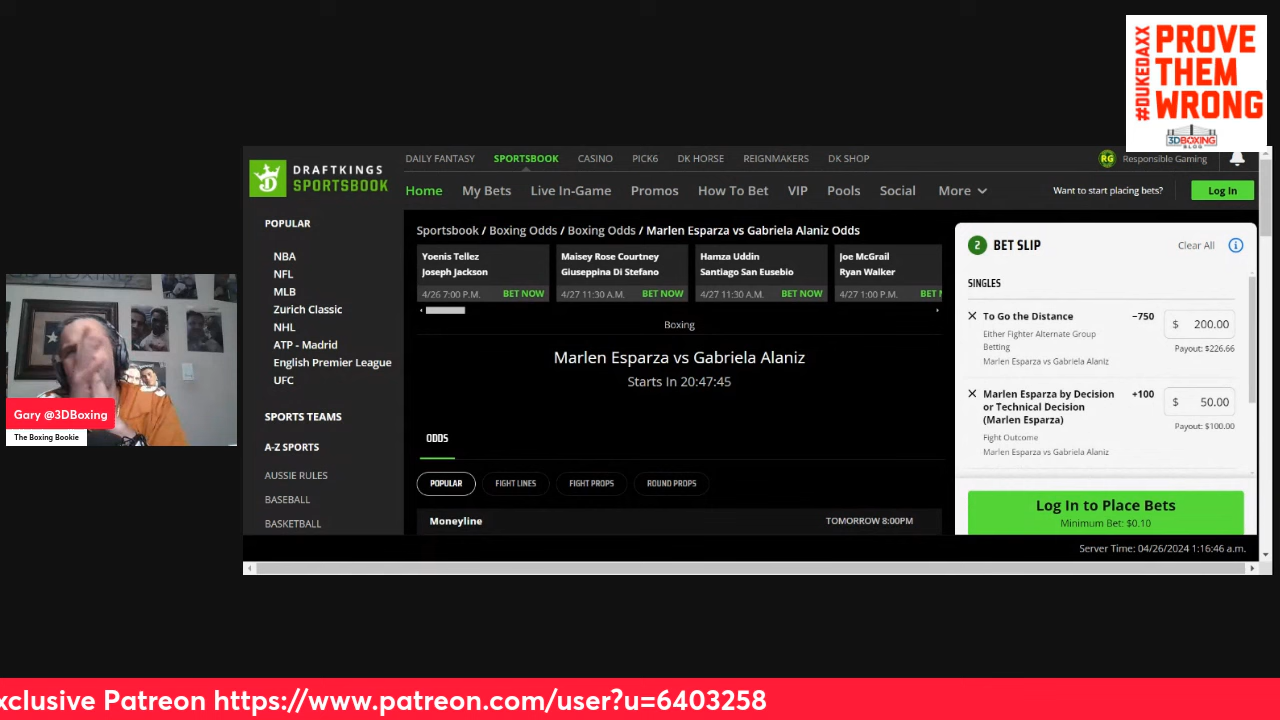 #DUKEDAXX
PROVE
THEM
WRONG
3DBOXING
BLOG
DRAFTKINGS
SPORTSBOOK
DAILY FANTASY SPORTSBOOK CASINO PICK6 DK HORSE REIGNMAKERS DK SHOP
RG Responsible Gaming
Home My Bets Live In-Game Promos How To Bet VIP Pools Social More
Want to start placing bets? Log In
POPULAR
NBA
NFL
MLB
Zurich Classic
NHL
ATP - Madrid
English Premier League
UFC
SPORTS TEAMS
A-Z SPORTS
AUSSIE RULES
BASEBALL
BASKETBALL
Sportsbook / Boxing Odds / Boxing Odds / Marlen Esparza vs Gabriela Alaniz Odds
Yoenis Tellez
Joseph Jackson
4/26 7:00 P.M. BET NOW
Maisey Rose Courtney
Giuseppina Di Stefano
4/27 11:30 A.M. BET NOW
Hamza Uddin
Santiago San Eusebio
4/27 11:30 A.M. BET NOW
Joe McGrail
Ryan Walker
4/27 1:00 P.M. BET N
Boxing
Marlen Esparza vs Gabriela Alaniz
Starts In 20:47:45
ODDS
POPULAR FIGHT LINES FIGHT PROPS ROUND PROPS
Moneyline TOMORROW 8:00PM
2 BET SLIP Clear All
SINGLES
To Go the Distance −750 $ 200.00
Either Fighter Alternate Group
Betting
Payout: $226.66
Marlen Esparza vs Gabriela Alaniz
Marlen Esparza by Decision +100
or Technical Decision $ 50.00
(Marlen Esparza)
Payout: $100.00
Fight Outcome
Marlen Esparza vs Gabriela Alaniz
Log In to Place Bets
Minimum Bet: $0.10
Server Time: 04/26/2024 1:16:46 a.m.
Gary @3DBoxing
The Boxing Bookie
xclusive Patreon https://www.patreon.com/user?u=6403258